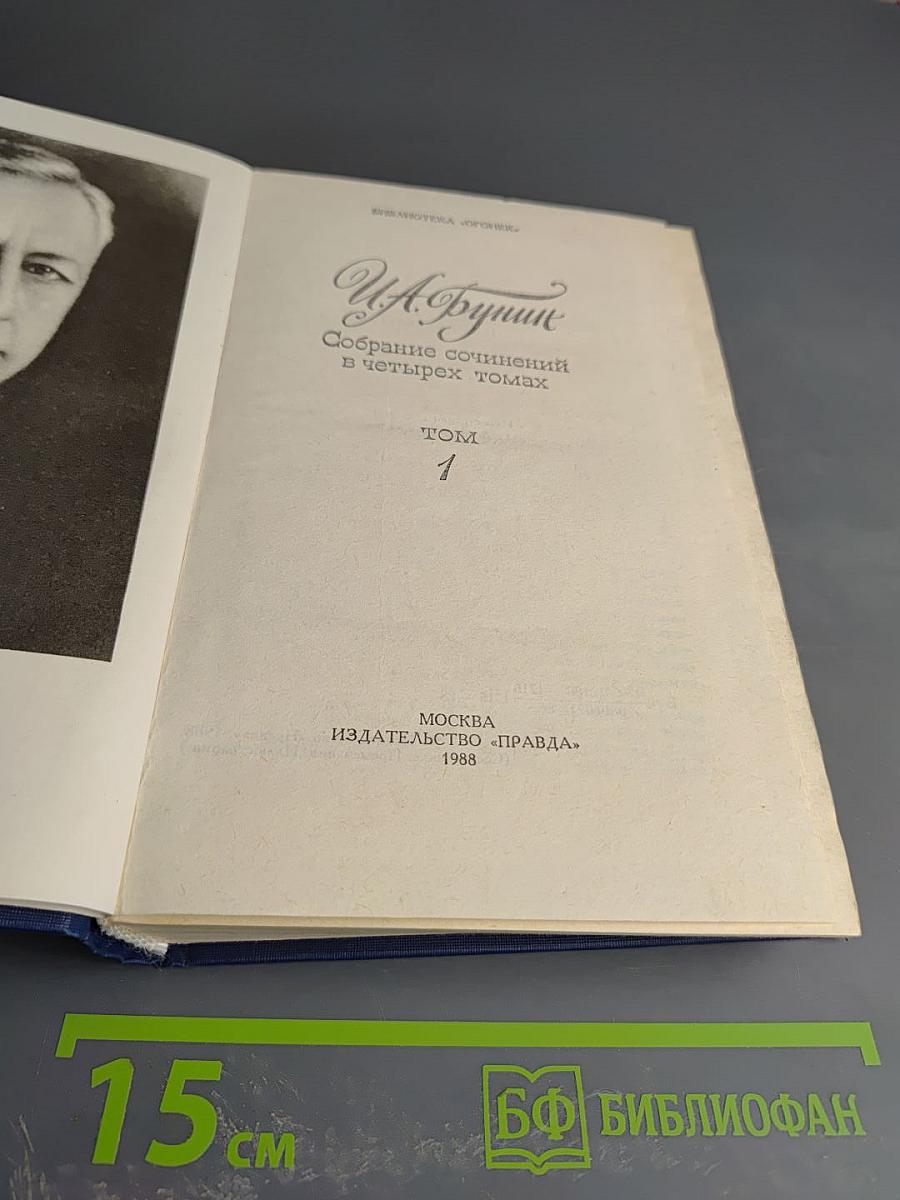 БИБЛИОТЕКА «ОГОНЕК»
И.А.Бунин
Собрание сочинений
в четырех томах
ТОМ
1
МОСКВА
ИЗДАТЕЛЬСТВО «ПРАВДА»
1988
15 см
БФ БИБЛИОФАН